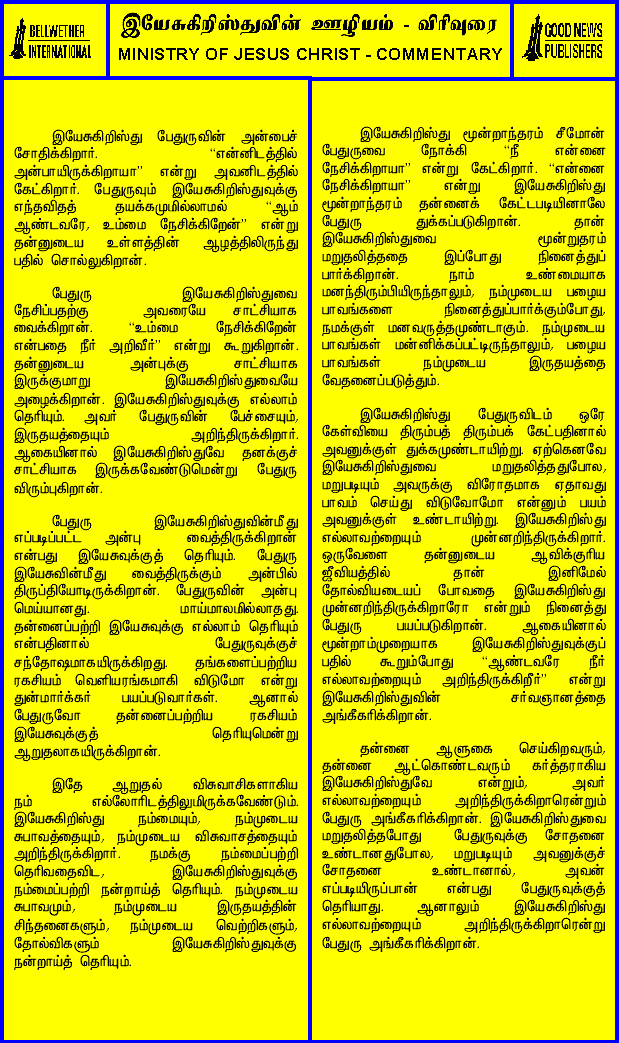 BELLWETHER
INTERNATIONAL
இயேசுகிறிஸ்துவின் ஊழியம் - விரிவுரை
MINISTRY OF JESUS CHRIST - COMMENTARY
GOOD NEWS
PUBLISHERS
இயேசுகிறிஸ்து பேதுருவின் அன்பைச்
சோதிக்கிறார். “என்னிடத்தில்
அன்பாயிருக்கிறாயா” என்று அவனிடத்தில்
கேட்கிறார். பேதுருவும் இயேசுகிறிஸ்துவுக்கு
எந்தவிதத் தயக்கமுமில்லாமல் “ஆம்
ஆண்டவரே, உம்மை நேசிக்கிறேன்” என்று
தன்னுடைய உள்ளத்தின் ஆழத்திலிருந்து
பதில் சொல்லுகிறான்.
பேதுரு இயேசுகிறிஸ்துவை
நேசிப்பதற்கு அவரையே சாட்சியாக
வைக்கிறான். “உம்மை நேசிக்கிறேன்
என்பதை நீர் அறிவீர்” என்று கூறுகிறான்.
தன்னுடைய அன்புக்கு சாட்சியாக
இருக்குமாறு இயேசுகிறிஸ்துவையே
அழைக்கிறான். இயேசுகிறிஸ்துவுக்கு எல்லாம்
தெரியும். அவர் பேதுருவின் பேச்சையும்,
இருதயத்தையும் அறிந்திருக்கிறார்.
ஆகையினால் இயேசுகிறிஸ்துவே தனக்குச்
சாட்சியாக இருக்கவேண்டுமென்று பேதுரு
விரும்புகிறான்.
பேதுரு இயேசுகிறிஸ்துவின்மீது
எப்படிப்பட்ட அன்பு வைத்திருக்கிறான்
என்பது இயேசுவுக்குத் தெரியும். பேதுரு
இயேசுவின்மீது வைத்திருக்கும் அன்பில்
திருப்தியோடிருக்கிறான். பேதுருவின் அன்பு
மெய்யானது. மாய்மாலமில்லாதது.
தன்னைப்பற்றி இயேசுவுக்கு எல்லாம் தெரியும்
என்பதினால் பேதுருவுக்குச்
சந்தோஷமாகயிருக்கிறது. தங்களைப்பற்றிய
ரகசியம் வெளியரங்கமாகி விடுமோ என்று
துன்மார்க்கர் பயப்படுவார்கள். ஆனால்
பேதுருவோ தன்னைப்பற்றிய ரகசியம்
இயேசுவுக்குத் தெரியுமென்று
ஆறுதலாகயிருக்கிறான்.
இதே ஆறுதல் விசுவாசிகளாகிய
நம் எல்லோரிடத்திலுமிருக்கவேண்டும்.
இயேசுகிறிஸ்து நம்மையும், நம்முடைய
சுபாவத்தையும், நம்முடைய விசுவாசத்தையும்
அறிந்திருக்கிறார். நமக்கு நம்மைப்பற்றி
தெரிவதைவிட, இயேசுகிறிஸ்துவுக்கு
நம்மைப்பற்றி நன்றாய்த் தெரியும். நம்முடைய
சுபாவமும், நம்முடைய இருதயத்தின்
சிந்தனைகளும், நம்முடைய வெற்றிகளும்,
தோல்விகளும் இயேசுகிறிஸ்துவுக்கு
நன்றாய்த் தெரியும்.
இயேசுகிறிஸ்து மூன்றாந்தரம் சீமோன்
பேதுருவை நோக்கி “நீ என்னை
நேசிக்கிறாயா” என்று கேட்கிறார். “என்னை
நேசிக்கிறாயா” என்று இயேசுகிறிஸ்து
மூன்றாந்தரம் தன்னைக் கேட்டபடியினாலே
பேதுரு துக்கப்படுகிறான். தான்
இயேசுகிறிஸ்துவை மூன்றுதரம்
மறுதலித்ததை இப்போது நினைத்துப்
பார்க்கிறான். நாம் உண்மையாக
மனந்திரும்பியிருந்தாலும், நம்முடைய பழைய
பாவங்களை நினைத்துப்பார்க்கும்போது,
நமக்குள் மனவருத்தமுண்டாகும். நம்முடைய
பாவங்கள் மன்னிக்கப்பட்டிருந்தாலும், பழைய
பாவங்கள் நம்முடைய இருதயத்தை
வேதனைப்படுத்தும்.
இயேசுகிறிஸ்து பேதுருவிடம் ஒரே
கேள்வியை திரும்பத் திரும்பக் கேட்பதினால்
அவனுக்குள் துக்கமுண்டாயிற்று. ஏற்கெனவே
இயேசுகிறிஸ்துவை மறுதலித்ததுபோல,
மறுபடியும் அவருக்கு விரோதமாக ஏதாவது
பாவம் செய்து விடுவோமோ என்னும் பயம்
அவனுக்குள் உண்டாயிற்று. இயேசுகிறிஸ்து
எல்லாவற்றையும் முன்னறிந்திருக்கிறார்.
ஒருவேளை தன்னுடைய ஆவிக்குரிய
ஜீவியத்தில் தான் இனிமேல்
தோல்வியடையப் போவதை இயேசுகிறிஸ்து
முன்னறிந்திருக்கிறாரோ என்றும் நினைத்து
பேதுரு பயப்படுகிறான். ஆகையினால்
மூன்றாம்முறையாக இயேசுகிறிஸ்துவுக்குப்
பதில் கூறும்போது “ஆண்டவரே நீர்
எல்லாவற்றையும் அறிந்திருக்கிறீர்” என்று
இயேசுகிறிஸ்துவின் சர்வஞானத்தை
அங்கீகரிக்கிறான்.
தன்னை ஆளுகை செய்கிறவரும்,
தன்னை ஆட்கொண்டவரும் கர்த்தராகிய
இயேசுகிறிஸ்துவே என்றும், அவர்
எல்லாவற்றையும் அறிந்திருக்கிறாரென்றும்
பேதுரு அங்கீகரிக்கிறான். இயேசுகிறிஸ்துவை
மறுதலித்தபோது பேதுருவுக்கு சோதனை
உண்டானதுபோல, மறுபடியும் அவனுக்குச்
சோதனை உண்டானால், அவன்
எப்படியிருப்பான் என்பது பேதுருவுக்குத்
தெரியாது. ஆனாலும் இயேசுகிறிஸ்து
எல்லாவற்றையும் அறிந்திருக்கிறாரென்று
பேதுரு அங்கீகரிக்கிறான்.